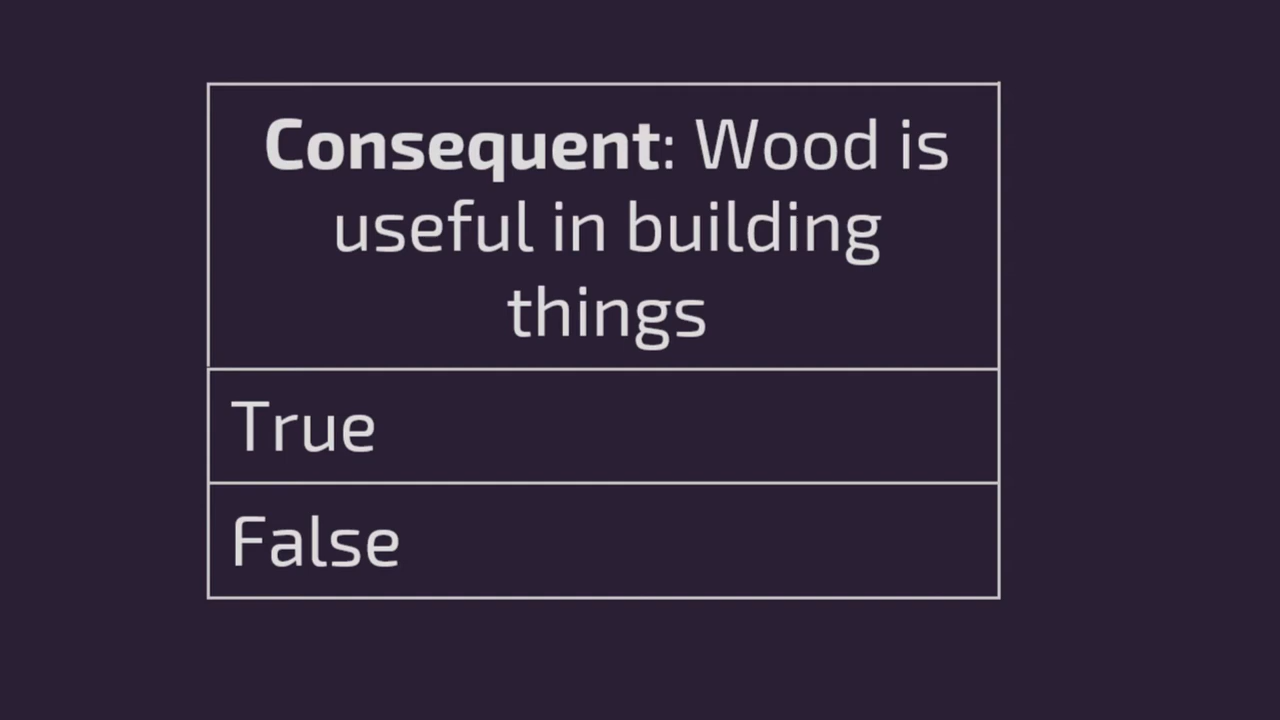 Consequent: Wood is
useful in building
things
True
False